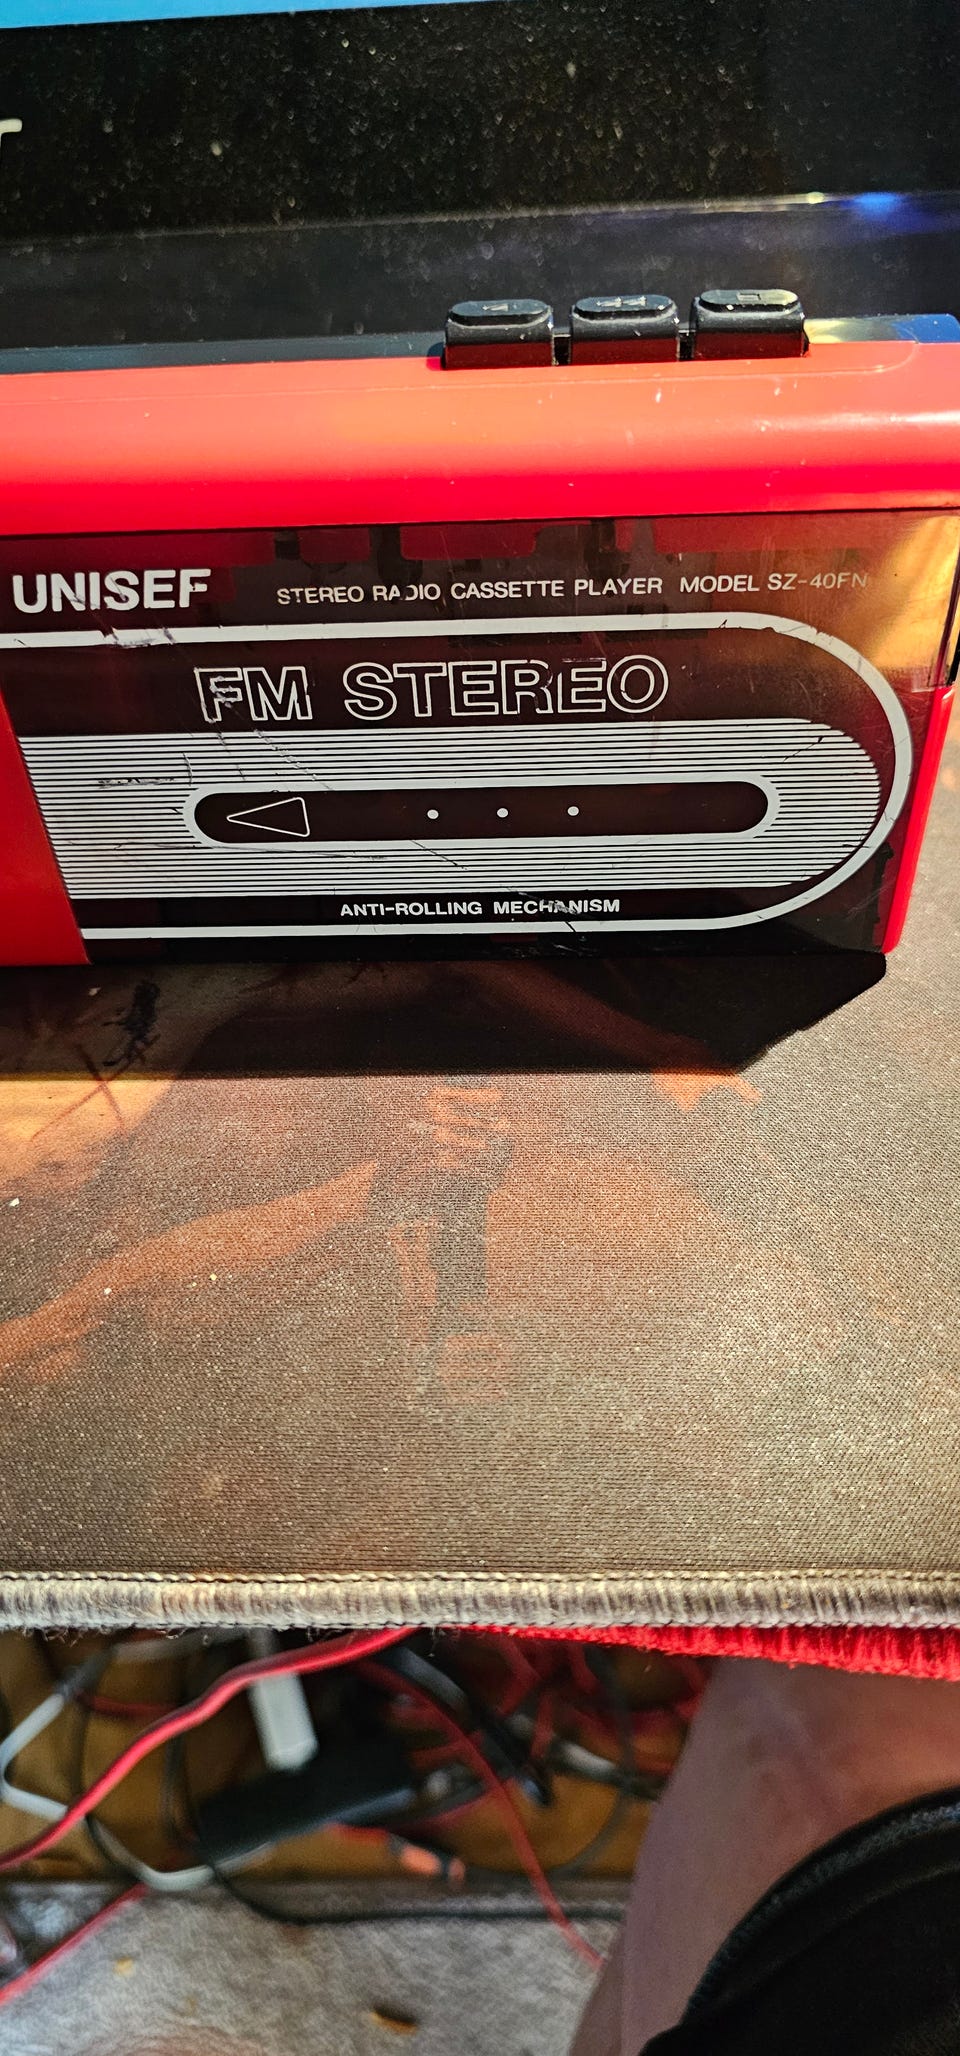 UNISEF STEREO RADIO CASSETTE PLAYER MODEL SZ-40FN
FM STEREO
ANTI-ROLLING MECHANISM